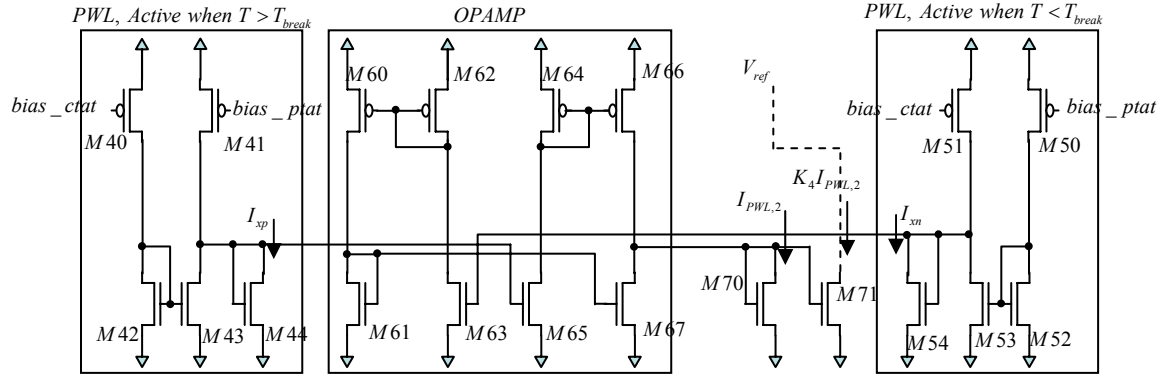 PWL, Active when T > T_break
OPAMP
PWL, Active when T < T_break
M60
M62
M64
M66
V_ref
bias_ctat
bias_ptat
bias_ctat
bias_ptat
M40
M41
M51
M50
K_4 I_PWL,2
I_xp
I_PWL,2
I_xn
M70
M71
M42
M43
M44
M61
M63
M65
M67
M54
M53
M52